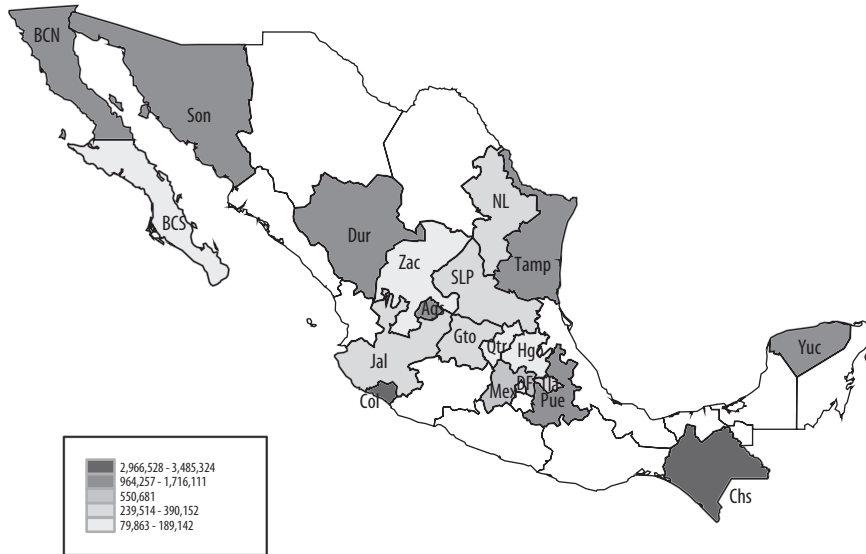 BCN
Son
BCS
Dur
NL
Tamp
Zac
SLP
Ags
Gto
Qtr
Hgo
Jal
Col
Mex
DF
Tla
Pue
Yuc
Chs
2,966,528 - 3,485,324
964,257 - 1,716,111
550,681
239,514 - 390,152
79,863 - 189,142